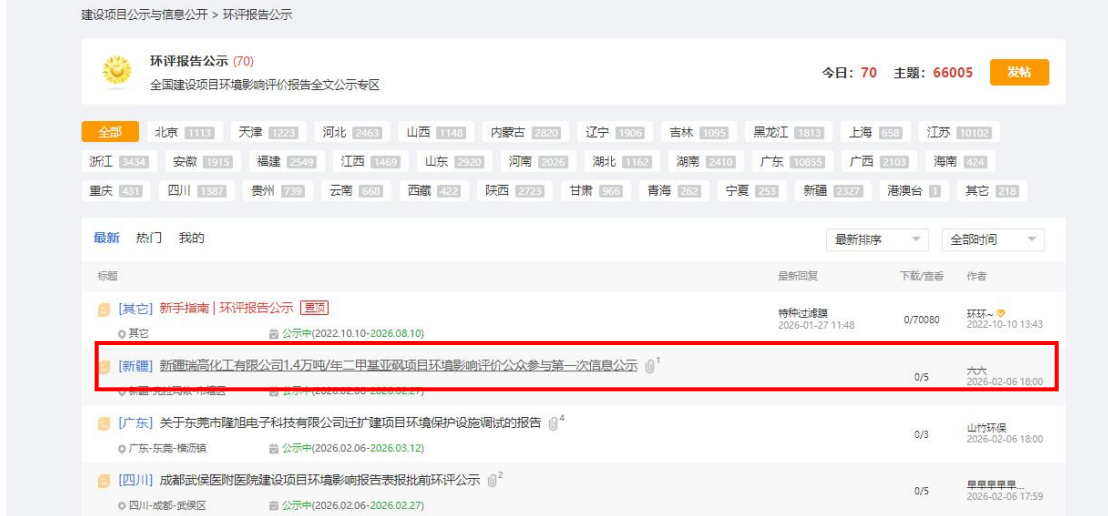 建设项目公示与信息公开 > 环评报告公示
环评报告公示 (70)
全国建设项目环境影响评价报告全文公示专区
今日: 70 主题: 66005 发帖
全部 北京 1113 天津 1223 河北 2463 山西 1148 内蒙古 2820 辽宁 1906 吉林 1095 黑龙江 1813 上海 658 江苏 10102
浙江 3434 安徽 1915 福建 2549 江西 1469 山东 2920 河南 2026 湖北 1162 湖南 2410 广东 10855 广西 2103 海南 424
重庆 431 四川 1387 贵州 739 云南 668 西藏 422 陕西 2723 甘肃 966 青海 262 宁夏 253 新疆 2327 港澳台 1 其它 218
最新 热门 我的 最新排序 全部时间
标题 最新回复 下载/查看 作者
[其它] 新手指南 | 环评报告公示 置顶
其它 公示中(2022.10.10-2026.08.10)
特种过滤膜
2026-01-27 11:48
0/70080
环环~
2022-10-10 13:43
[新疆] 新疆瑞高化工有限公司1.4万吨/年二甲基亚砜项目环境影响评价公众参与第一次信息公示 1
公示中(2026.02.06-2026.02.27)
0/5
六六
2026-02-06 18:00
[广东] 关于东莞市隆旭电子科技有限公司迁扩建项目环境保护设施调试的报告 4
广东-东莞-横沥镇 公示中(2026.02.06-2026.03.12)
0/3
山竹环保
2026-02-06 18:00
[四川] 成都武侯医附医院建设项目环境影响报告表报批前环评公示 2
四川-成都-武侯区 公示中(2026.02.06-2026.02.27)
0/5
早早早早早...
2026-02-06 17:59